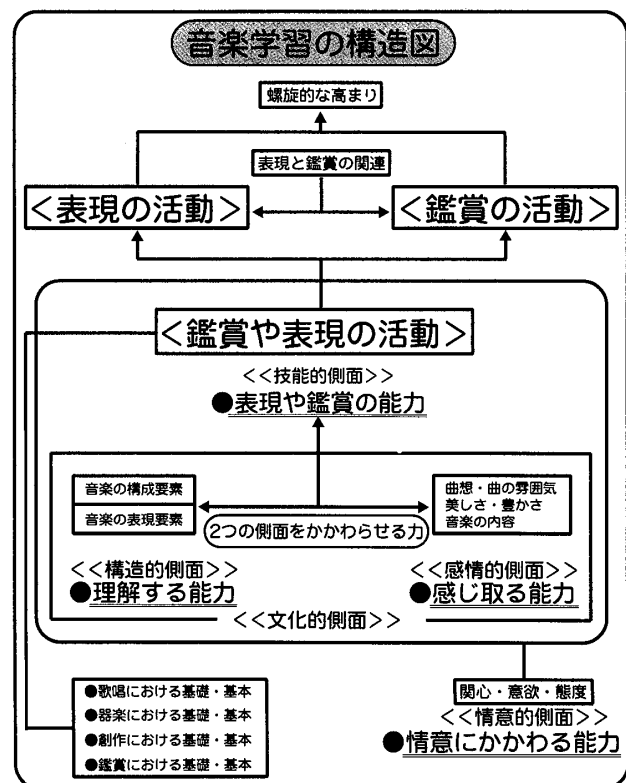 音楽学習の構造図
螺旋的な高まり
表現と鑑賞の関連
＜表現の活動＞
＜鑑賞の活動＞
＜鑑賞や表現の活動＞
＜＜技能的側面＞＞
●表現や鑑賞の能力
音楽の構成要素
音楽の表現要素
曲想・曲の雰囲気
美しさ・豊かさ
音楽の内容
2つの側面をかかわらせる力
＜＜構造的側面＞＞
●理解する能力
＜＜感情的側面＞＞
●感じ取る能力
＜＜文化的側面＞＞
●歌唱における基礎・基本
●器楽における基礎・基本
●創作における基礎・基本
●鑑賞における基礎・基本
関心・意欲・態度
＜＜情意的側面＞＞
●情意にかかわる能力